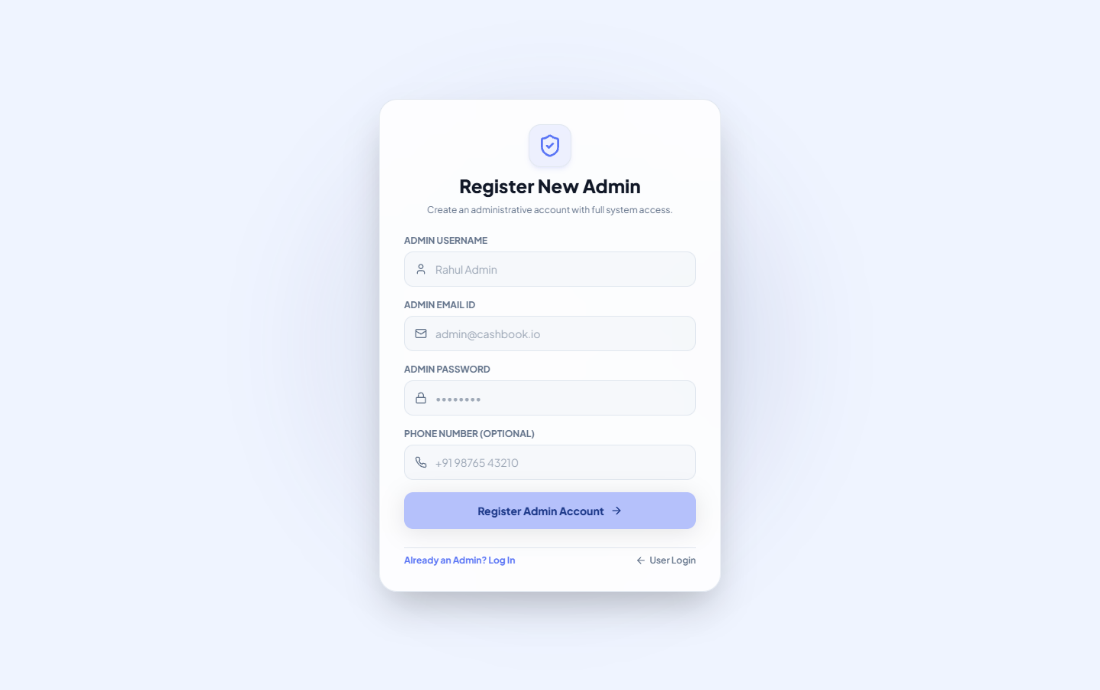 Register New Admin
Create an administrative account with full system access.
ADMIN USERNAME
Rahul Admin
ADMIN EMAIL ID
admin@cashbook.io
ADMIN PASSWORD
••••••••
PHONE NUMBER (OPTIONAL)
+91 98765 43210
Register Admin Account →
Already an Admin? Log In
← User Login